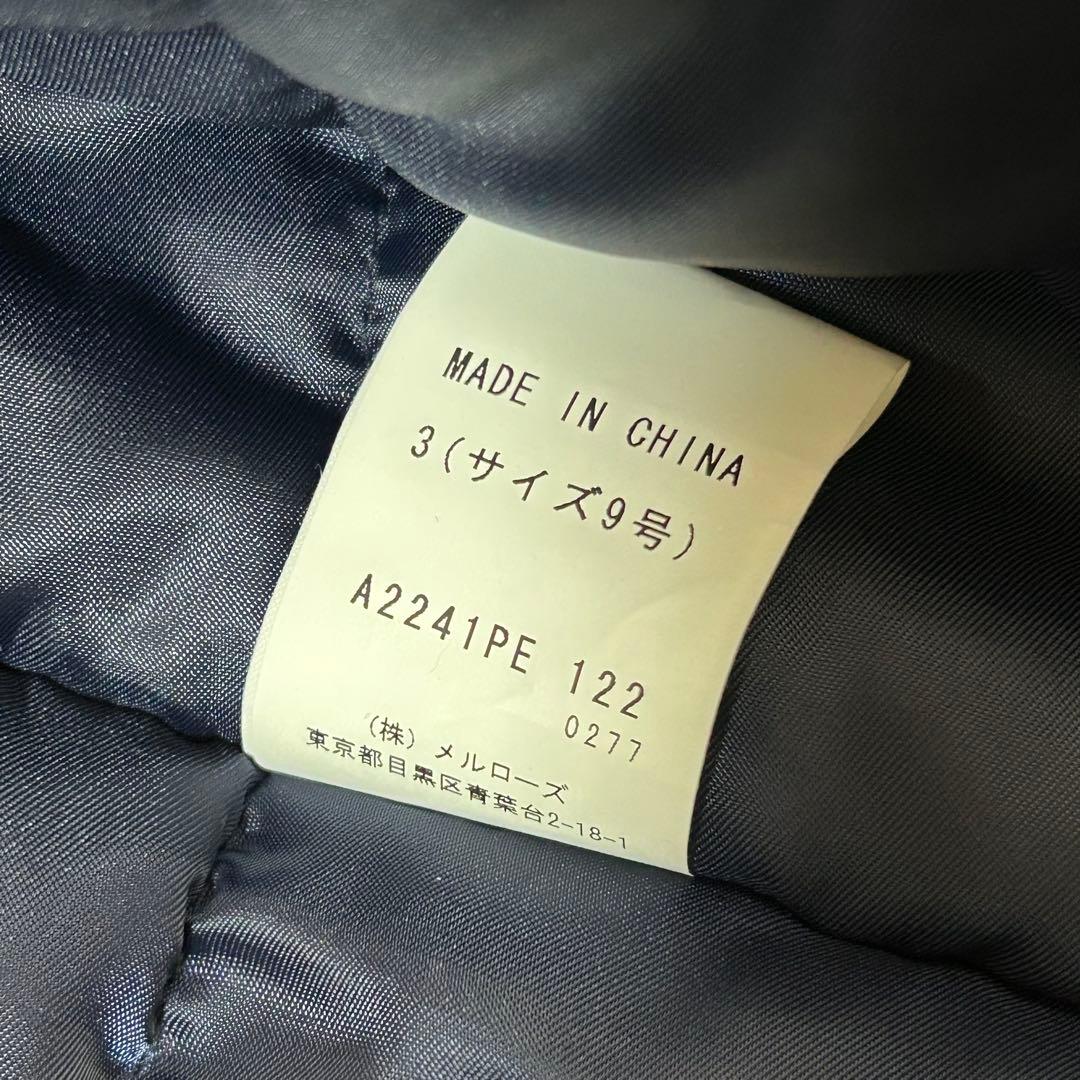 MADE IN CHINA
3(サイズ9号)
A2241PE 122
0277
(株) メルローズ
東京都目黒区青葉台2-18-1